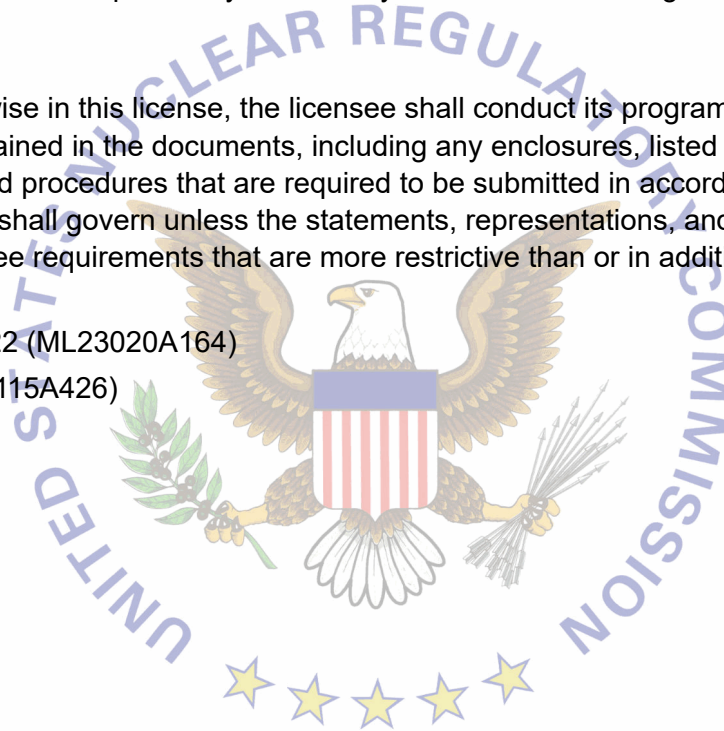 wise in this license, the licensee shall conduct its program
ained in the documents, including any enclosures, listed
d procedures that are required to be submitted in accord
shall govern unless the statements, representations, and
ee requirements that are more restrictive than or in addit
22 (ML23020A164)
115A426)
UNITED STATES NUCLEAR REGULATORY COMMISSION